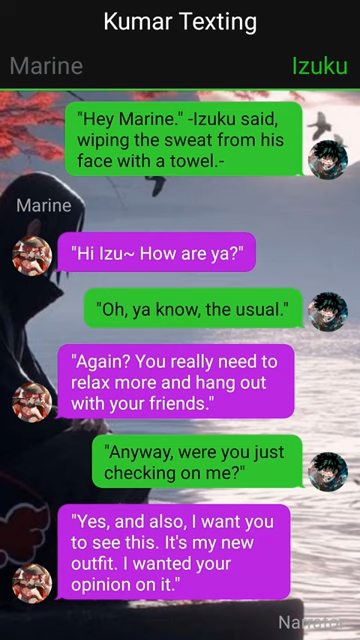 Kumar Texting
Marine
Izuku
"Hey Marine." -Izuku said,
wiping the sweat from his
face with a towel.-
Marine
"Hi Izu~ How are ya?"
"Oh, ya know, the usual."
"Again? You really need to
relax more and hang out
with your friends."
"Anyway, were you just
checking on me?"
"Yes, and also, I want you
to see this. It's my new
outfit. I wanted your
opinion on it."